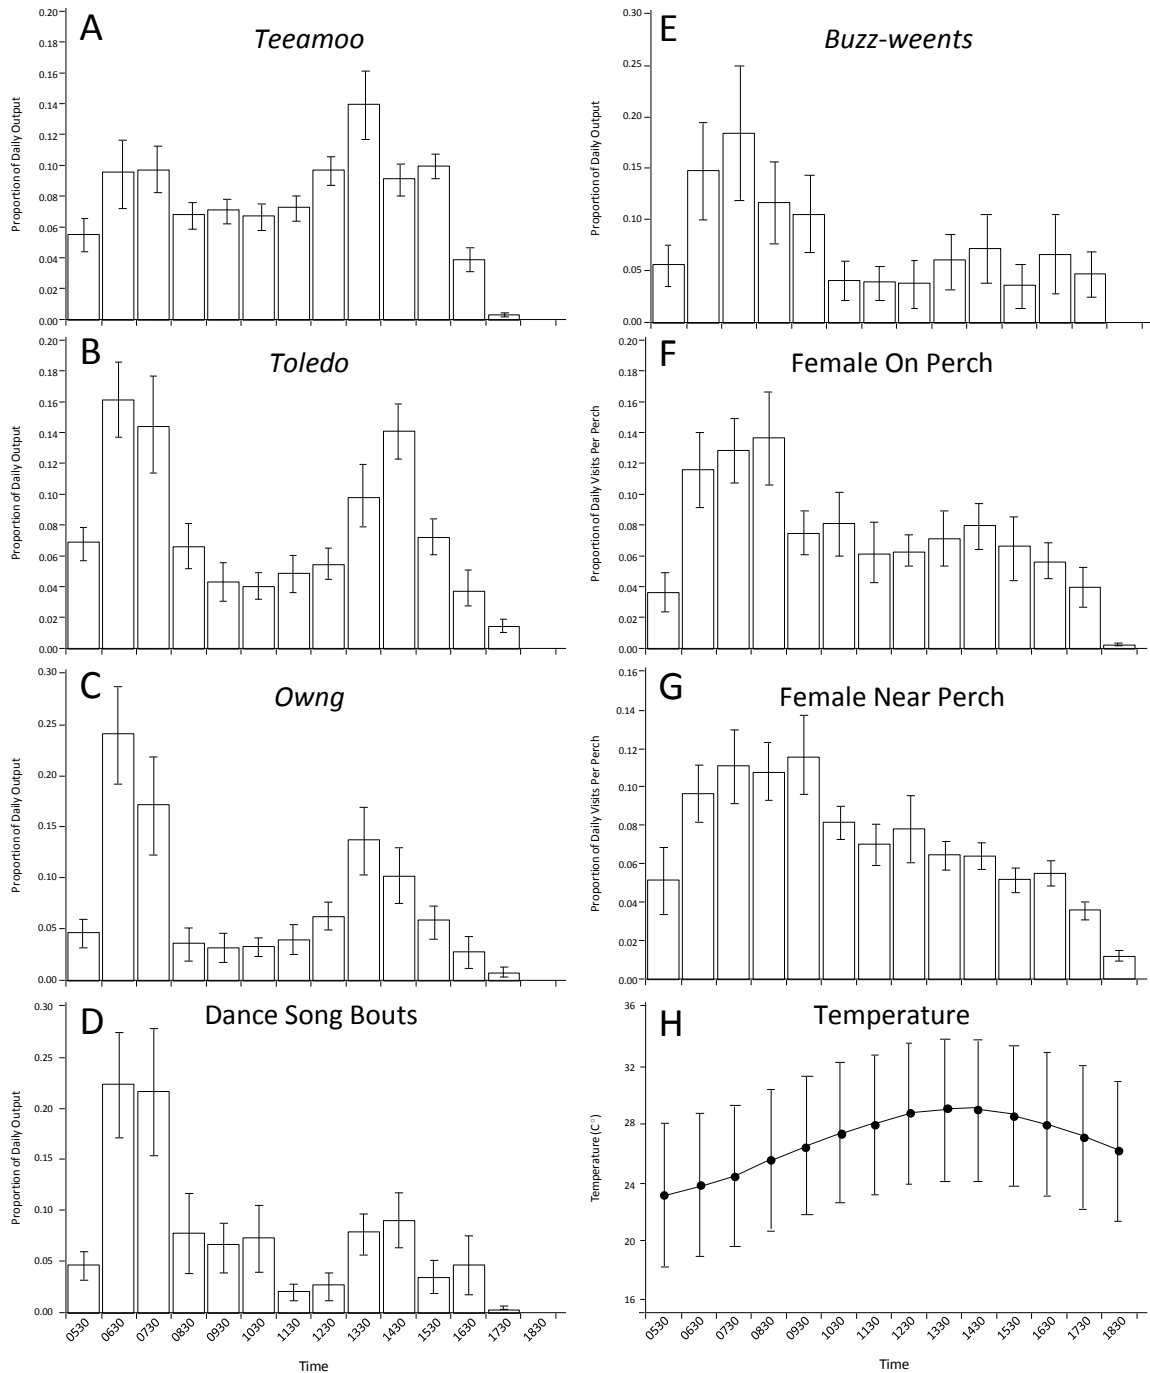 A
Teeamoo
Proportion of Daily Output
0.20
0.18
0.16
0.14
0.12
0.10
0.08
0.06
0.04
0.02
0.00
B
Toledo
Proportion of Daily Output
0.20
0.18
0.16
0.14
0.12
0.10
0.08
0.06
0.04
0.02
0.00
C
Owng
Proportion of Daily Output
0.30
0.25
0.20
0.15
0.10
0.05
0.00
D
Dance Song Bouts
Proportion of Daily Output
0.30
0.25
0.20
0.15
0.10
0.05
0.00
0530 0630 0730 0830 0930 1030 1130 1230 1330 1430 1530 1630 1730 1830
Time
E
Buzz-weents
Proportion of Daily Output
0.30
0.25
0.20
0.15
0.10
0.05
0.00
F
Female On Perch
Proportion of Daily Visits Per Perch
0.20
0.18
0.16
0.14
0.12
0.10
0.08
0.06
0.04
0.02
0.00
G
Female Near Perch
Proportion of Daily Visits Per Perch
0.16
0.14
0.12
0.10
0.08
0.06
0.04
0.02
0.00
H
Temperature
Temperature (C°)
36
32
28
24
20
16
0530 0630 0730 0830 0930 1030 1130 1230 1330 1430 1530 1630 1730 1830
Time